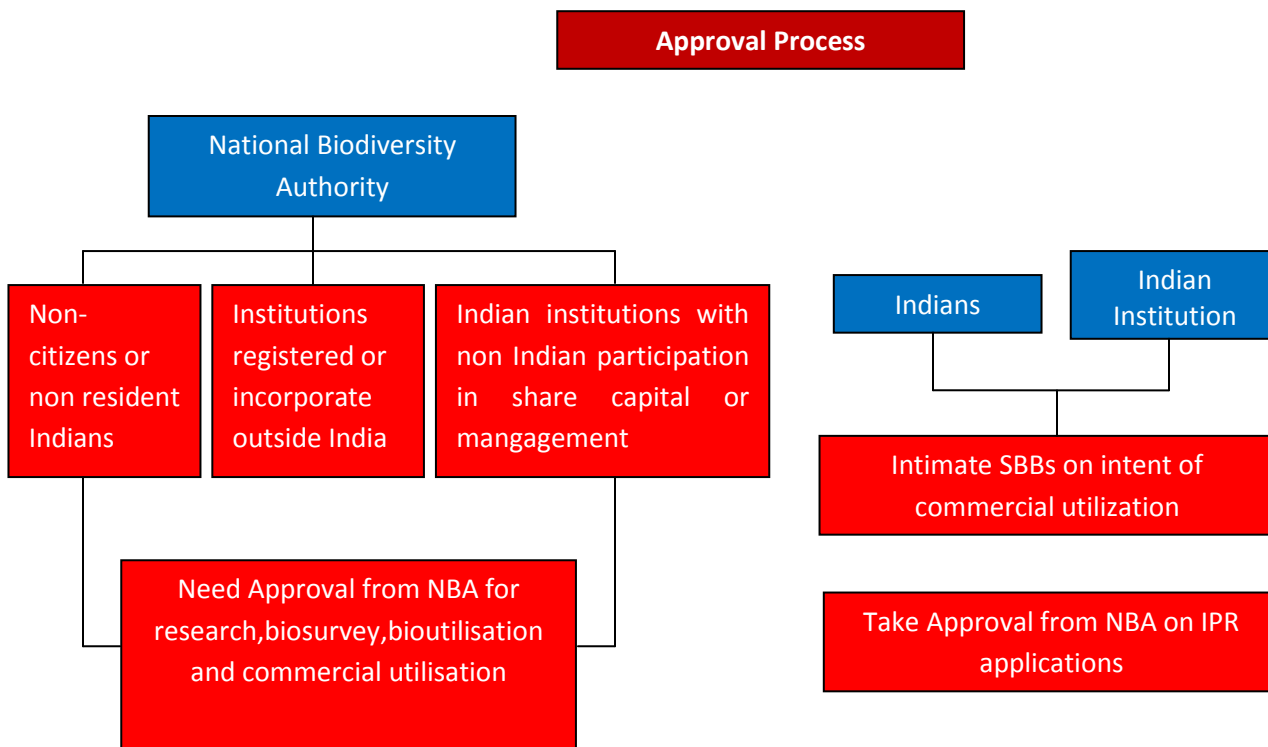 Approval Process
National Biodiversity
Authority
Non-
citizens or
non resident
Indians
Institutions
registered or
incorporate
outside India
Indian institutions with
non Indian participation
in share capital or
mangagement
Need Approval from NBA for
research,biosurvey,bioutilisation
and commercial utilisation
Indians
Indian
Institution
Intimate SBBs on intent of
commercial utilization
Take Approval from NBA on IPR
applications